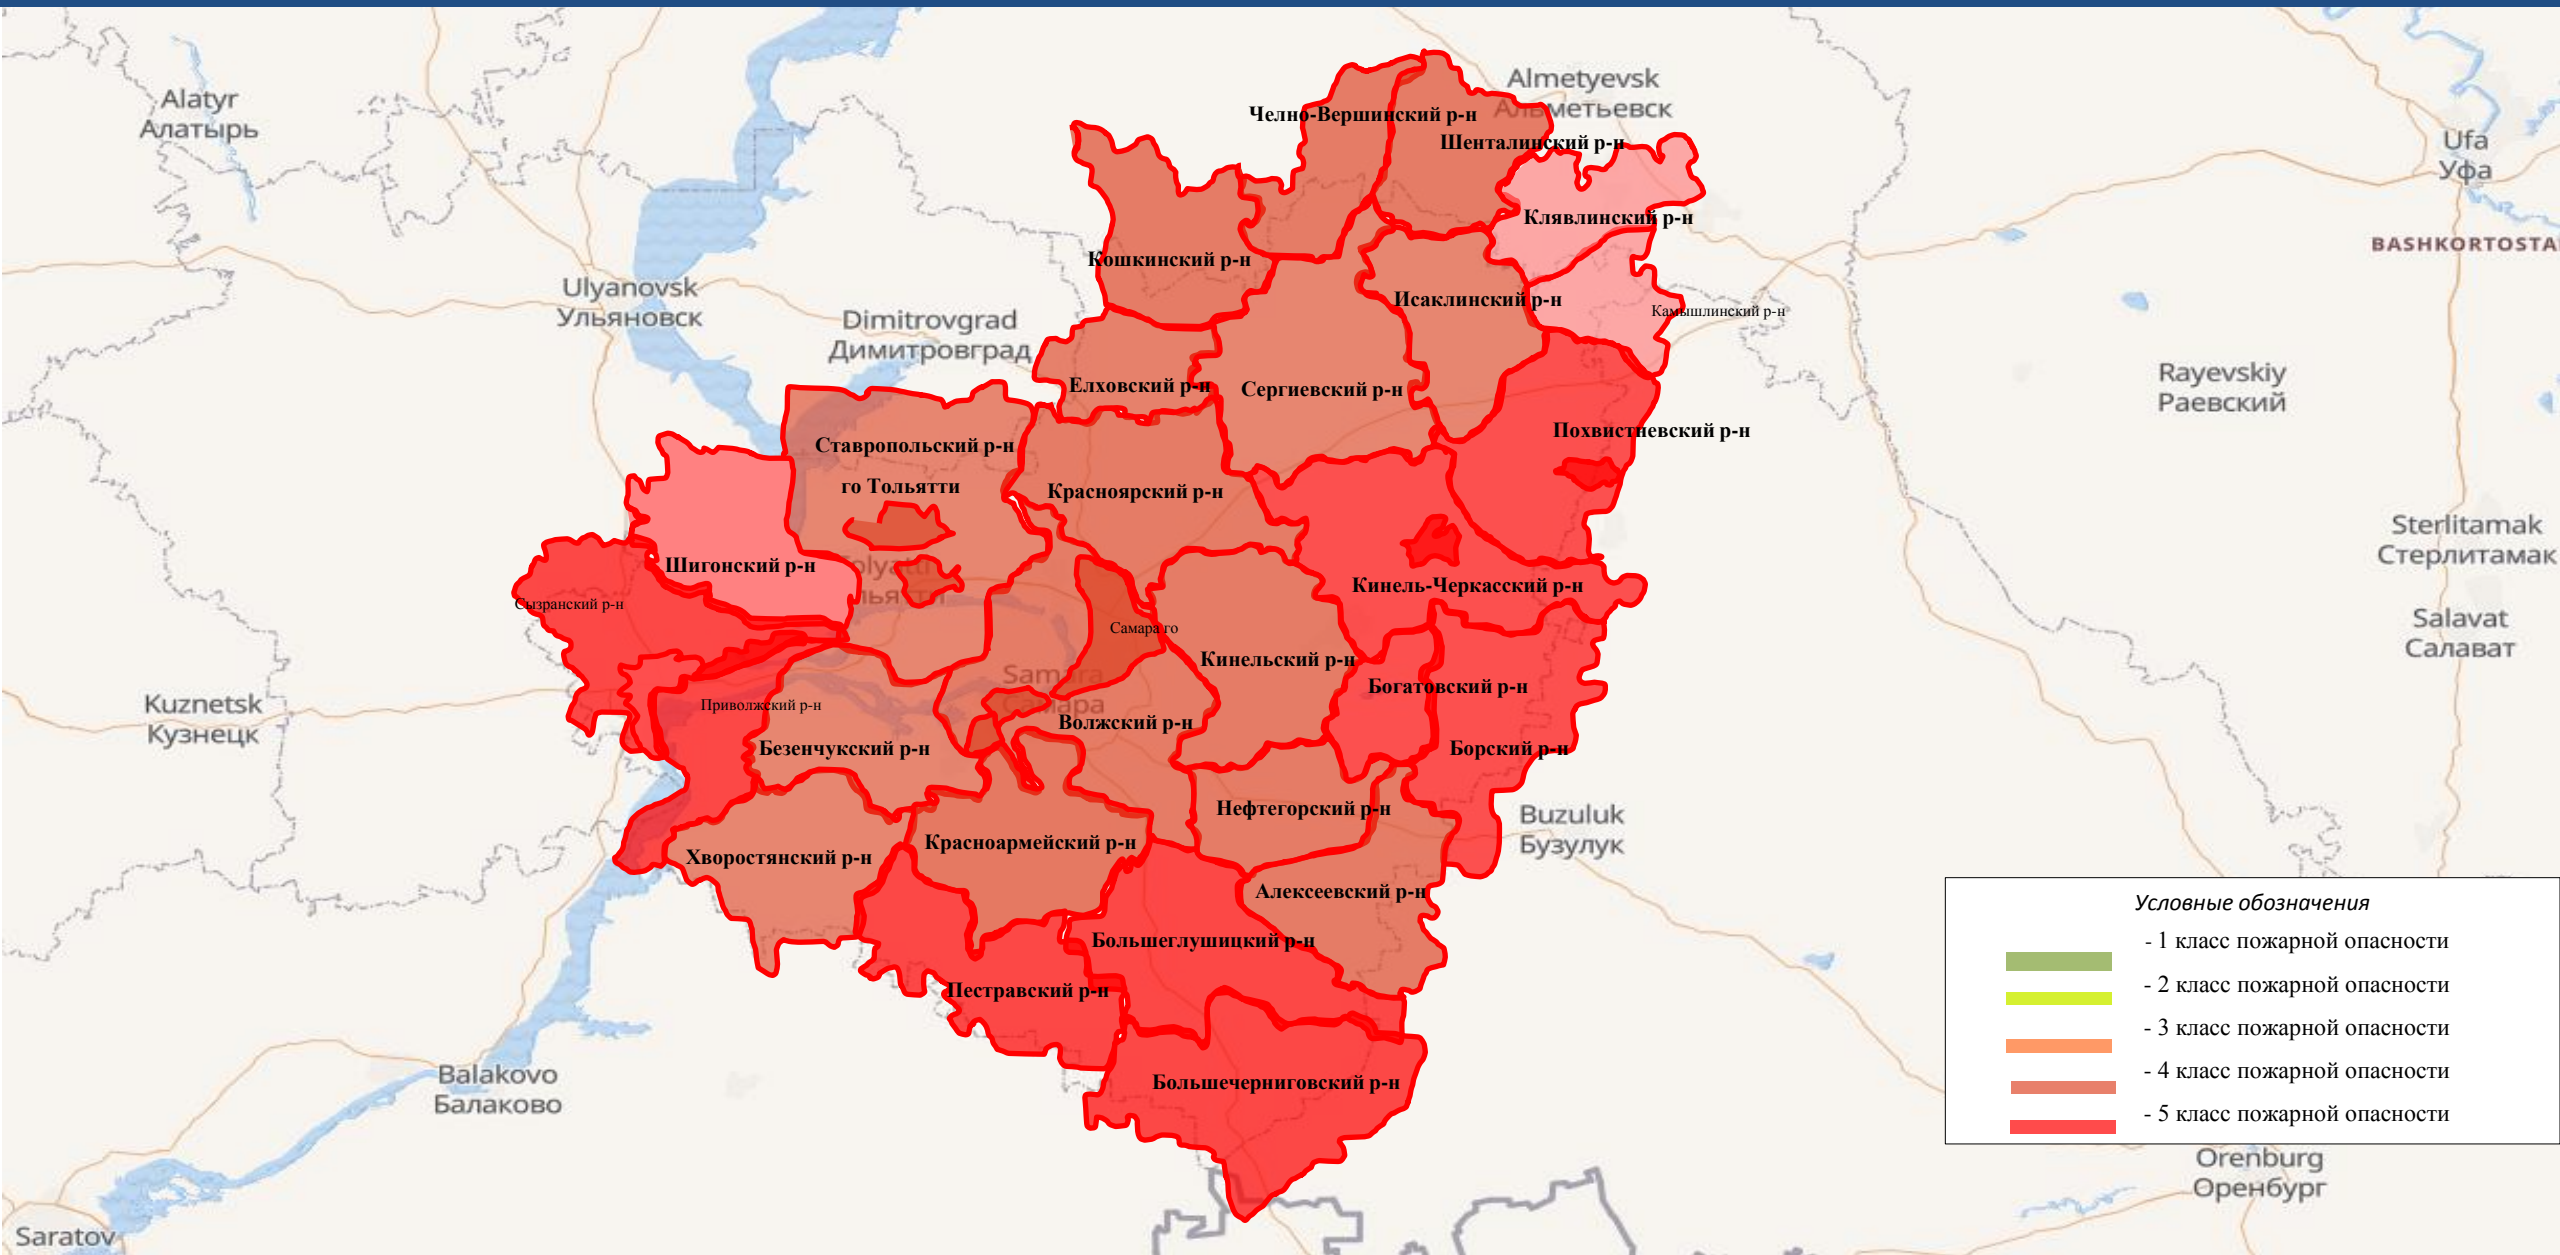 Almetyevsk
Альметьевск
Alatyr
Алатырь
Челно-Вершинский р-н
Шенталинский р-н
Ufa
Уфа
Клявлинский р-н
BASHKORTOSTA
Кошкинский р-н
Ulyanovsk
Ульяновск
Исаклинский р-н
Камышлинский р-н
Dimitrovgrad
Димитровград
Елховский р-н
Сергиевский р-н
Rayevskiy
Раевский
Ставропольский р-н
Похвистневский р-н
го Тольятти
Красноярский р-н
Sterlitamak
Стерлитамак
Шигонский р-н
Tolyatti
Кинель-Черкасский р-н
Сызранский р-н
Самара го
Salavat
Салават
Кинельский р-н
Samara
Самара
Богатовский р-н
Kuznetsk
Кузнецк
Приволжский р-н
Волжский р-н
Безенчукский р-н
Борский р-н
Нефтегорский р-н
Buzuluk
Бузулук
Красноармейский р-н
Хворостянский р-н
Алексеевский р-н
Большеглушицкий р-н
Пестравский р-н
Balakovo
Балаково
Большечерниговский р-н
Условные обозначения
- 1 класс пожарной опасности
- 2 класс пожарной опасности
- 3 класс пожарной опасности
- 4 класс пожарной опасности
- 5 класс пожарной опасности
Orenburg
Оренбург
Saratov